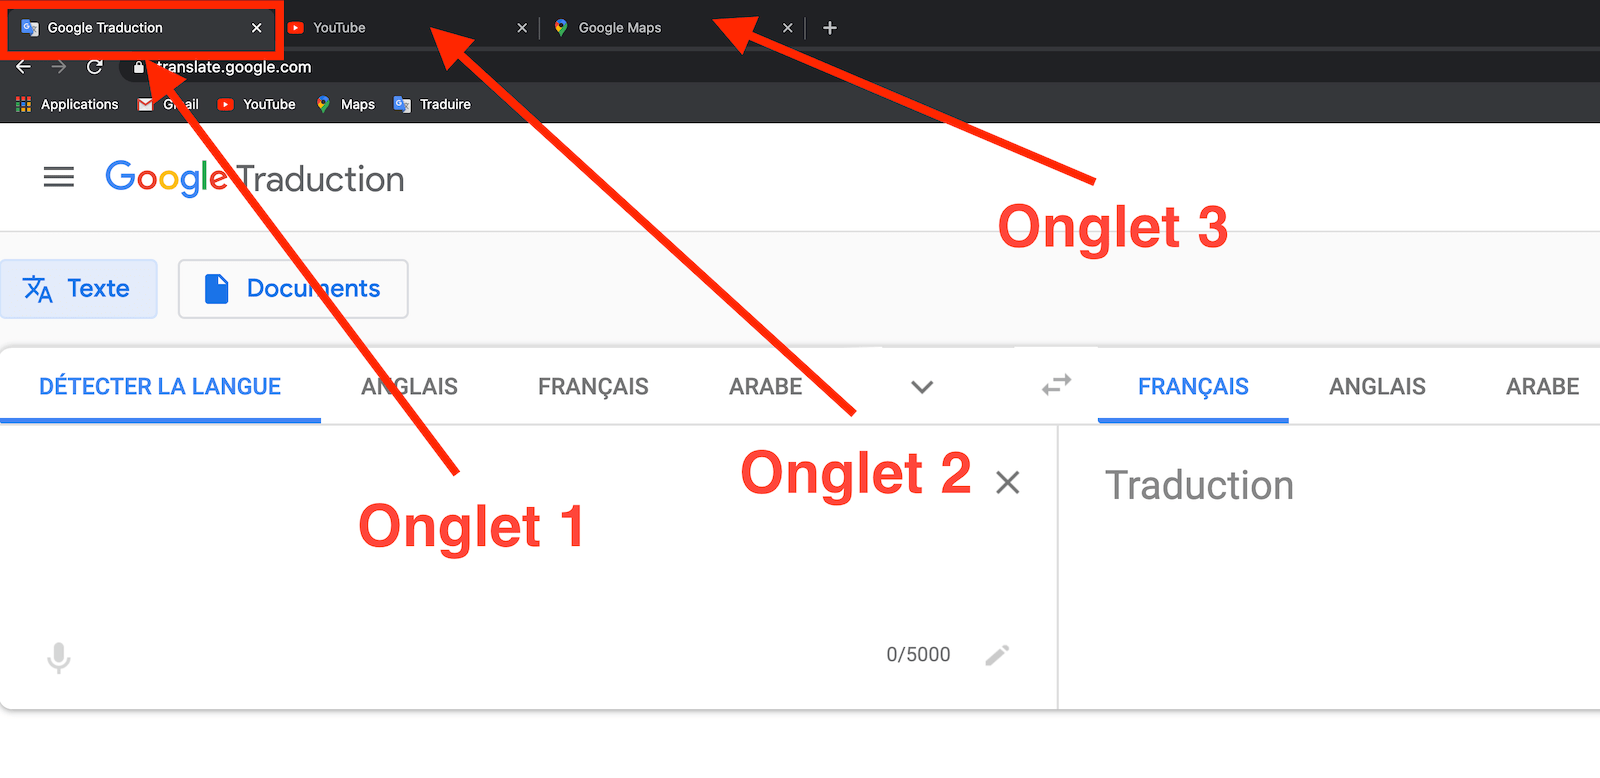 Google Traduction
YouTube
Google Maps
translate.google.com
Applications
Gmail
YouTube
Maps
Traduire
Google Traduction
Onglet 3
Texte
Documents
DÉTECTER LA LANGUE
ANGLAIS
FRANÇAIS
ARABE
FRANÇAIS
ANGLAIS
ARABE
Onglet 2
Traduction
Onglet 1
0/5000